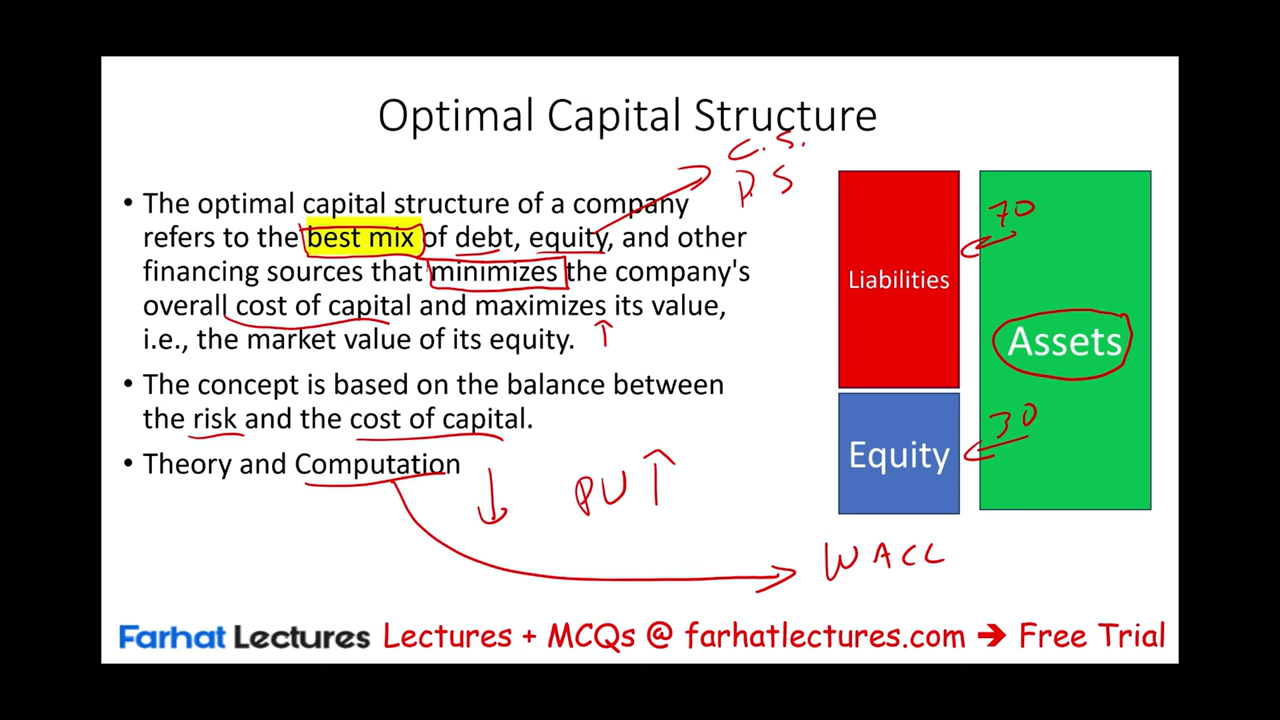 Optimal Capital Structure
C. S.
P. S
• The optimal capital structure of a company
refers to the best mix of debt, equity, and other
financing sources that minimizes the company's
overall cost of capital and maximizes its value,
i.e., the market value of its equity. ↑
• The concept is based on the balance between
the risk and the cost of capital.
• Theory and Computation
↓ PV ↑
WACC
70
Liabilities
Assets
30
Equity
Farhat Lectures Lectures + MCQs @ farhatlectures.com ➔ Free Trial